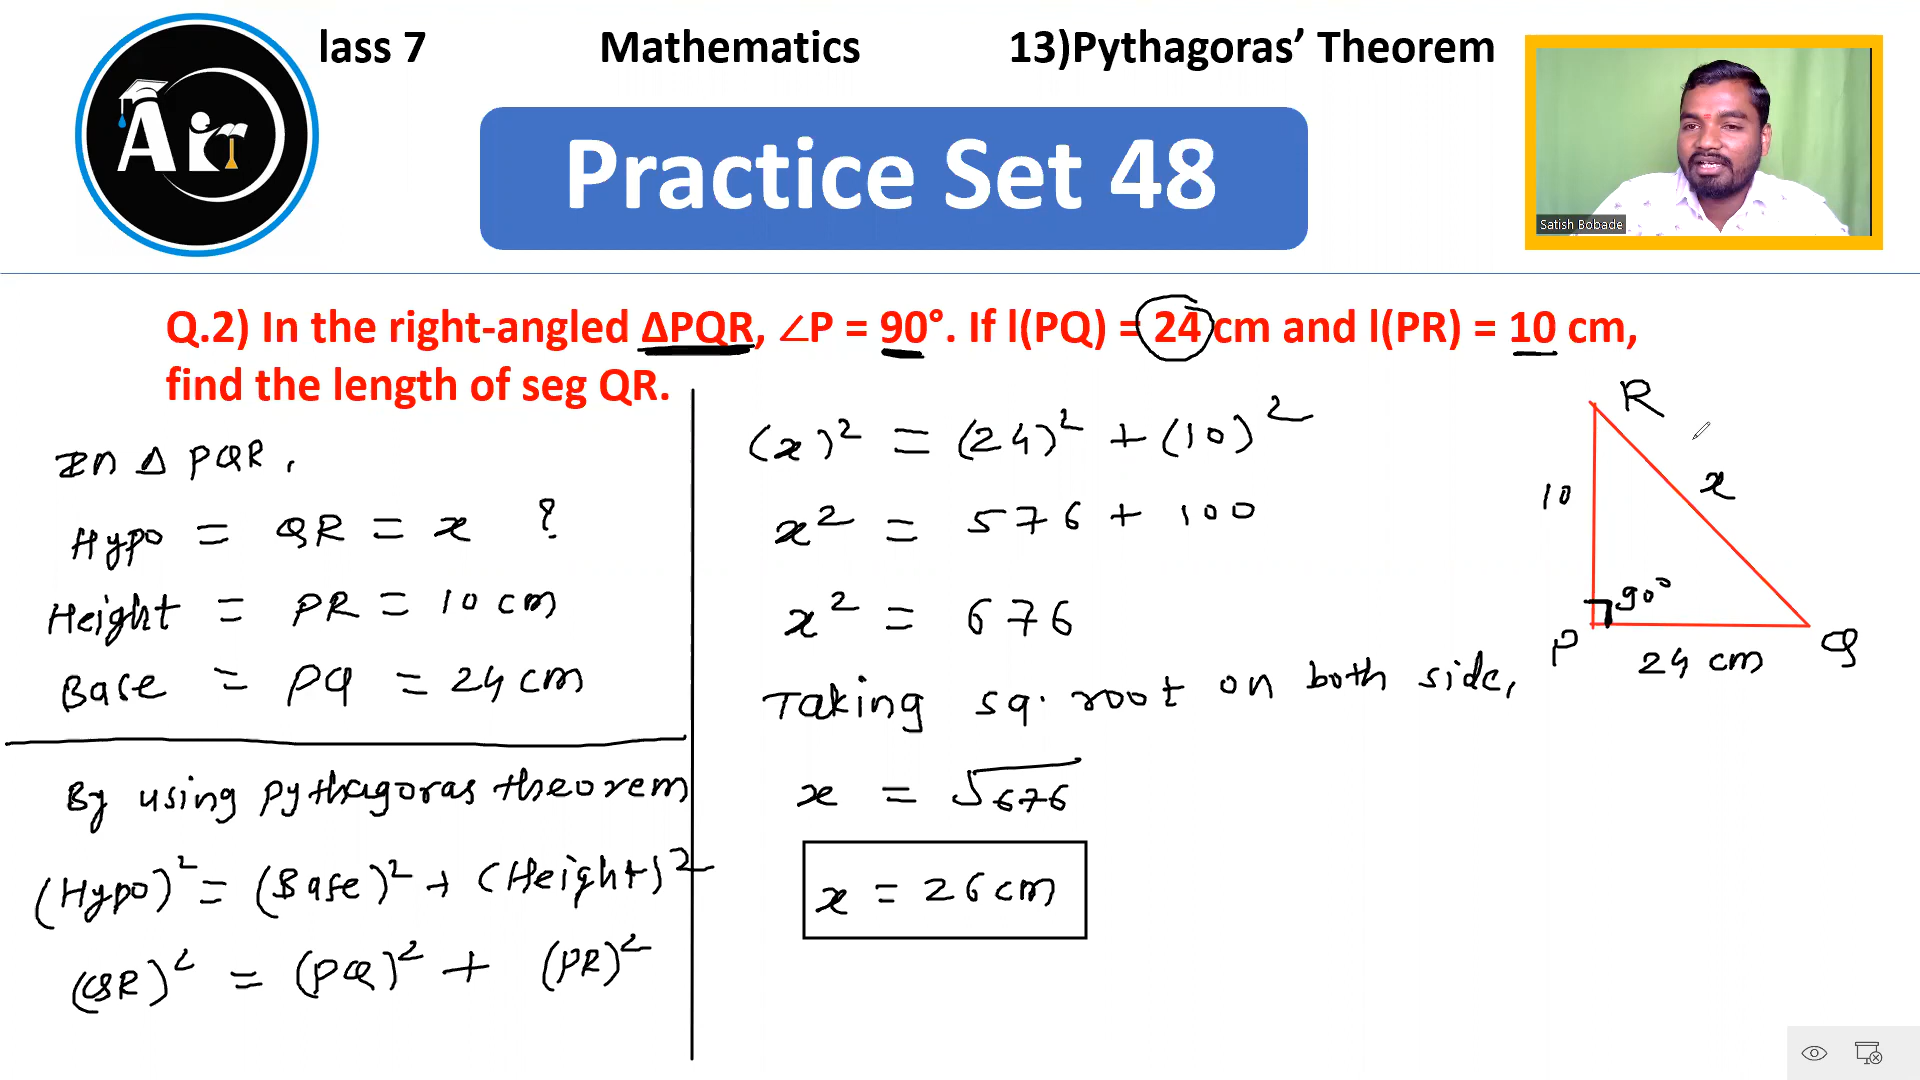 lass 7 Mathematics 13)Pythagoras’ Theorem
Air
Practice Set 48
Satish Bobade
Q.2) In the right-angled ΔPQR, ∠P = 90°. If l(PQ) = 24 cm and l(PR) = 10 cm,
find the length of seg QR.
In Δ PQR,
Hypo = QR = x ?
Height = PR = 10 cm
Base = PQ = 24 cm
By using pythagoras theorem
(Hypo)² = (Base)² + (Height)²
(QR)² = (PQ)² + (PR)²
(x)² = (24)² + (10)²
x² = 576 + 100
x² = 676
Taking sq. root on both side,
x = √676
x = 26 cm
R
10
x
90°
P
Q
24 cm